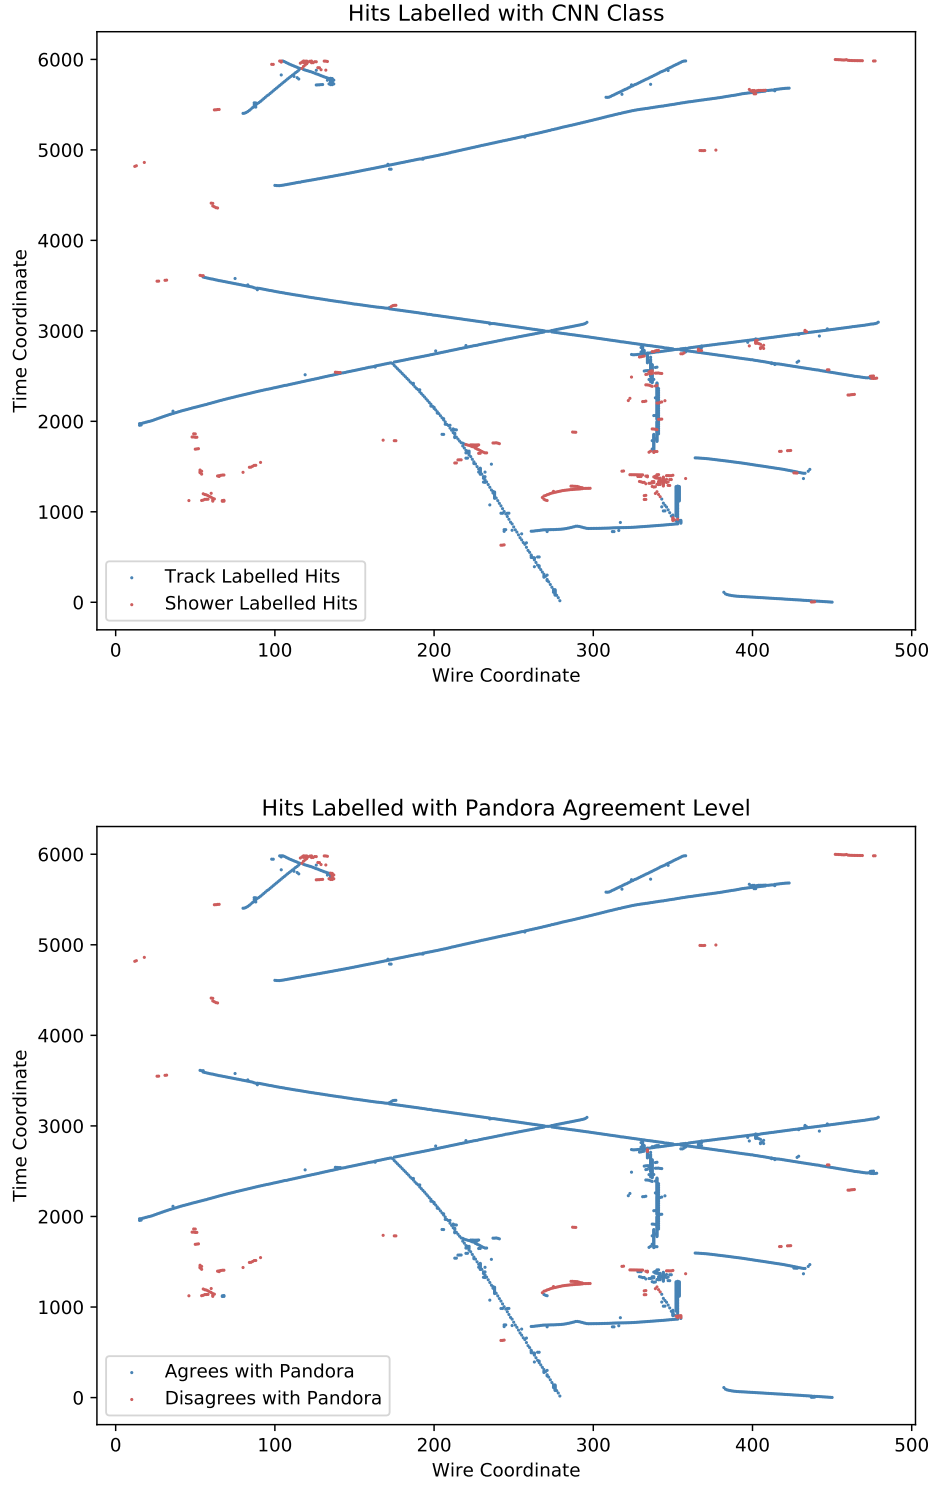 Hits Labelled with CNN Class
6000
5000
4000
3000
2000
1000
0
Time Coordinaate
Track Labelled Hits
Shower Labelled Hits
0 100 200 300 400 500
Wire Coordinate
Hits Labelled with Pandora Agreement Level
6000
5000
4000
3000
2000
1000
0
Time Coordinate
Agrees with Pandora
Disagrees with Pandora
0 100 200 300 400 500
Wire Coordinate